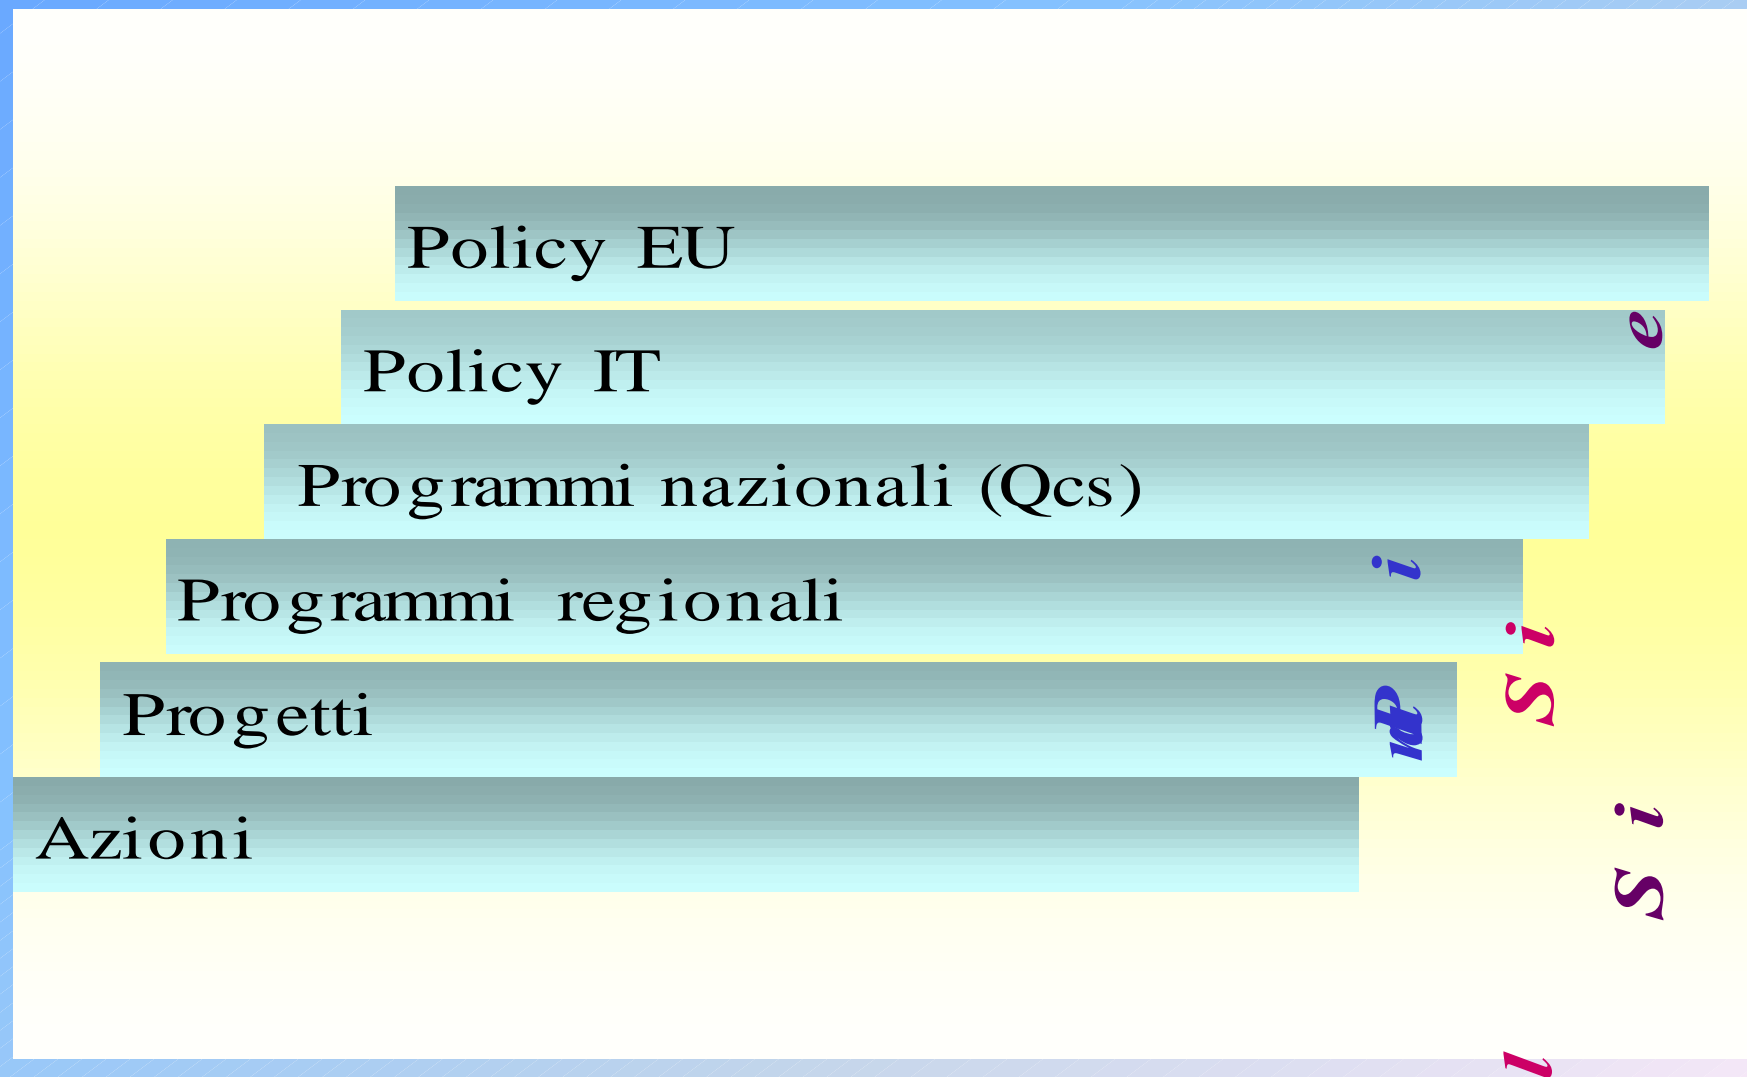 Policy EU
Policy IT
Programmi nazionali (Qcs)
Programmi regionali
Progetti
Azioni